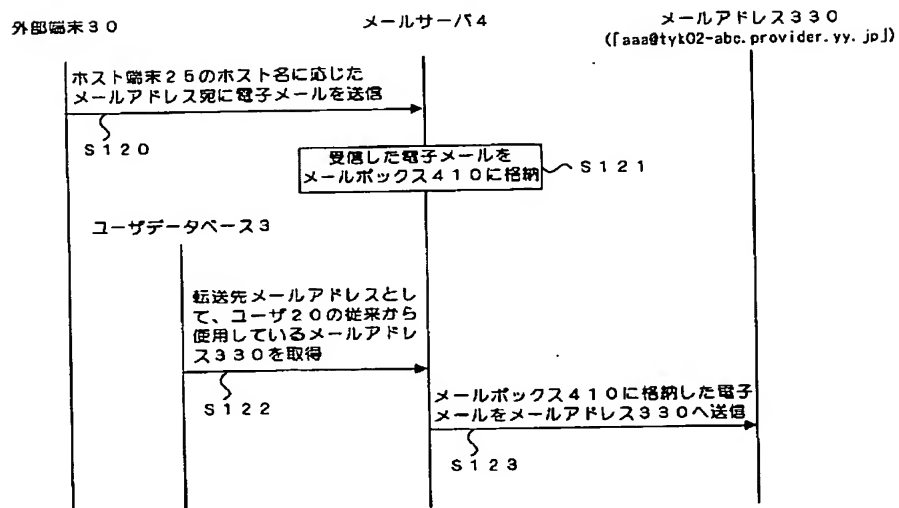 外部端末30
メールサーバ4
メールアドレス330
(「aaa@tyk02-abc.provider.yy.jp」)
ホスト端末25のホスト名に応じた
メールアドレス宛に電子メールを送信
S120
受信した電子メールを
メールボックス410に格納
S121
ユーザデータベース3
転送先メールアドレスとし
て、ユーザ20の従来から
使用しているメールアドレ
ス330を取得
S122
メールボックス410に格納した電子
メールをメールアドレス330へ送信
S123